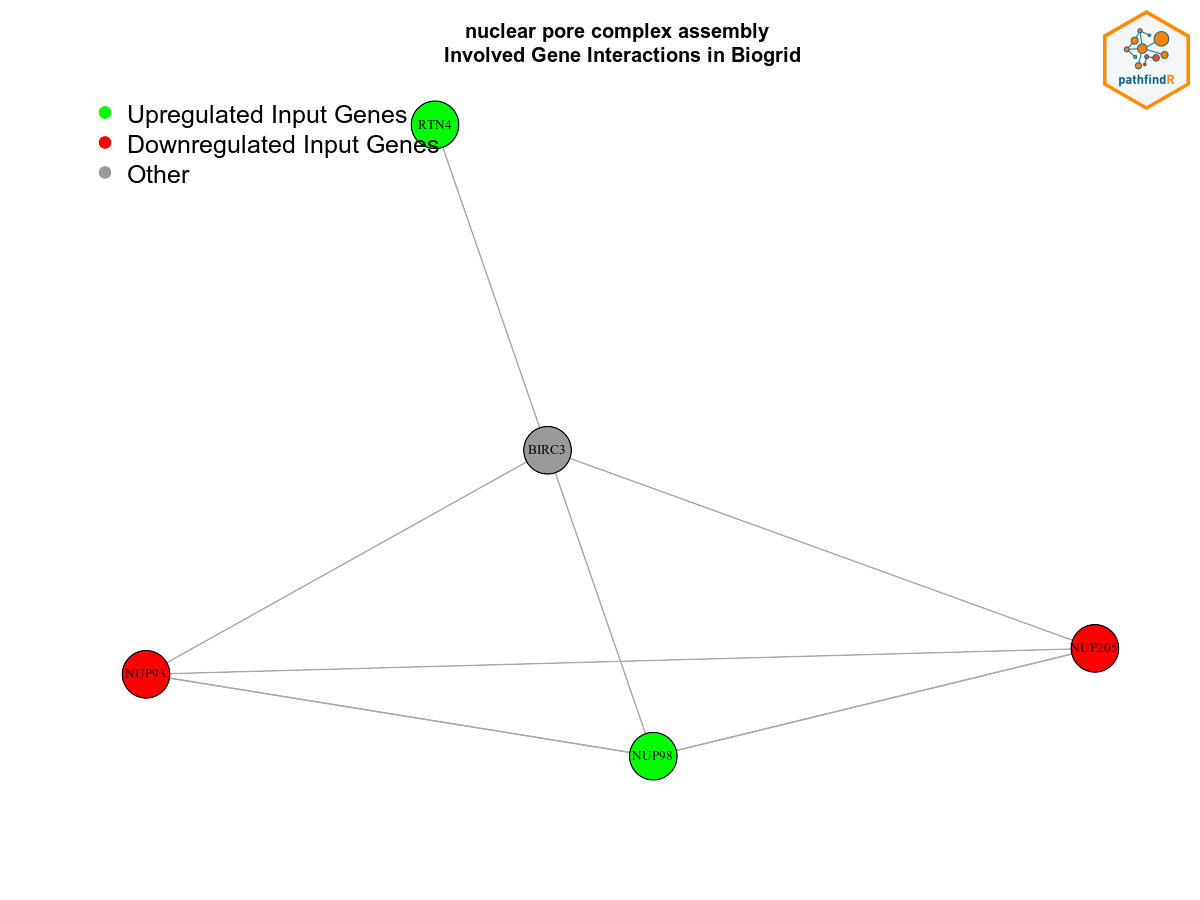 nuclear pore complex assembly
Involved Gene Interactions in Biogrid
pathfindR
Upregulated Input Genes
Downregulated Input Genes
Other
RTN4
BIRC3
NUP93
NUP205
NUP98